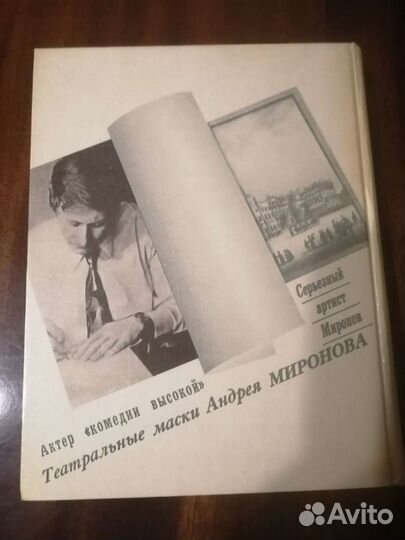 Серьезный
артист
Миронов
Актер «комедии высокой»
Театральные маски Андрея МИРОНОВА
Avito